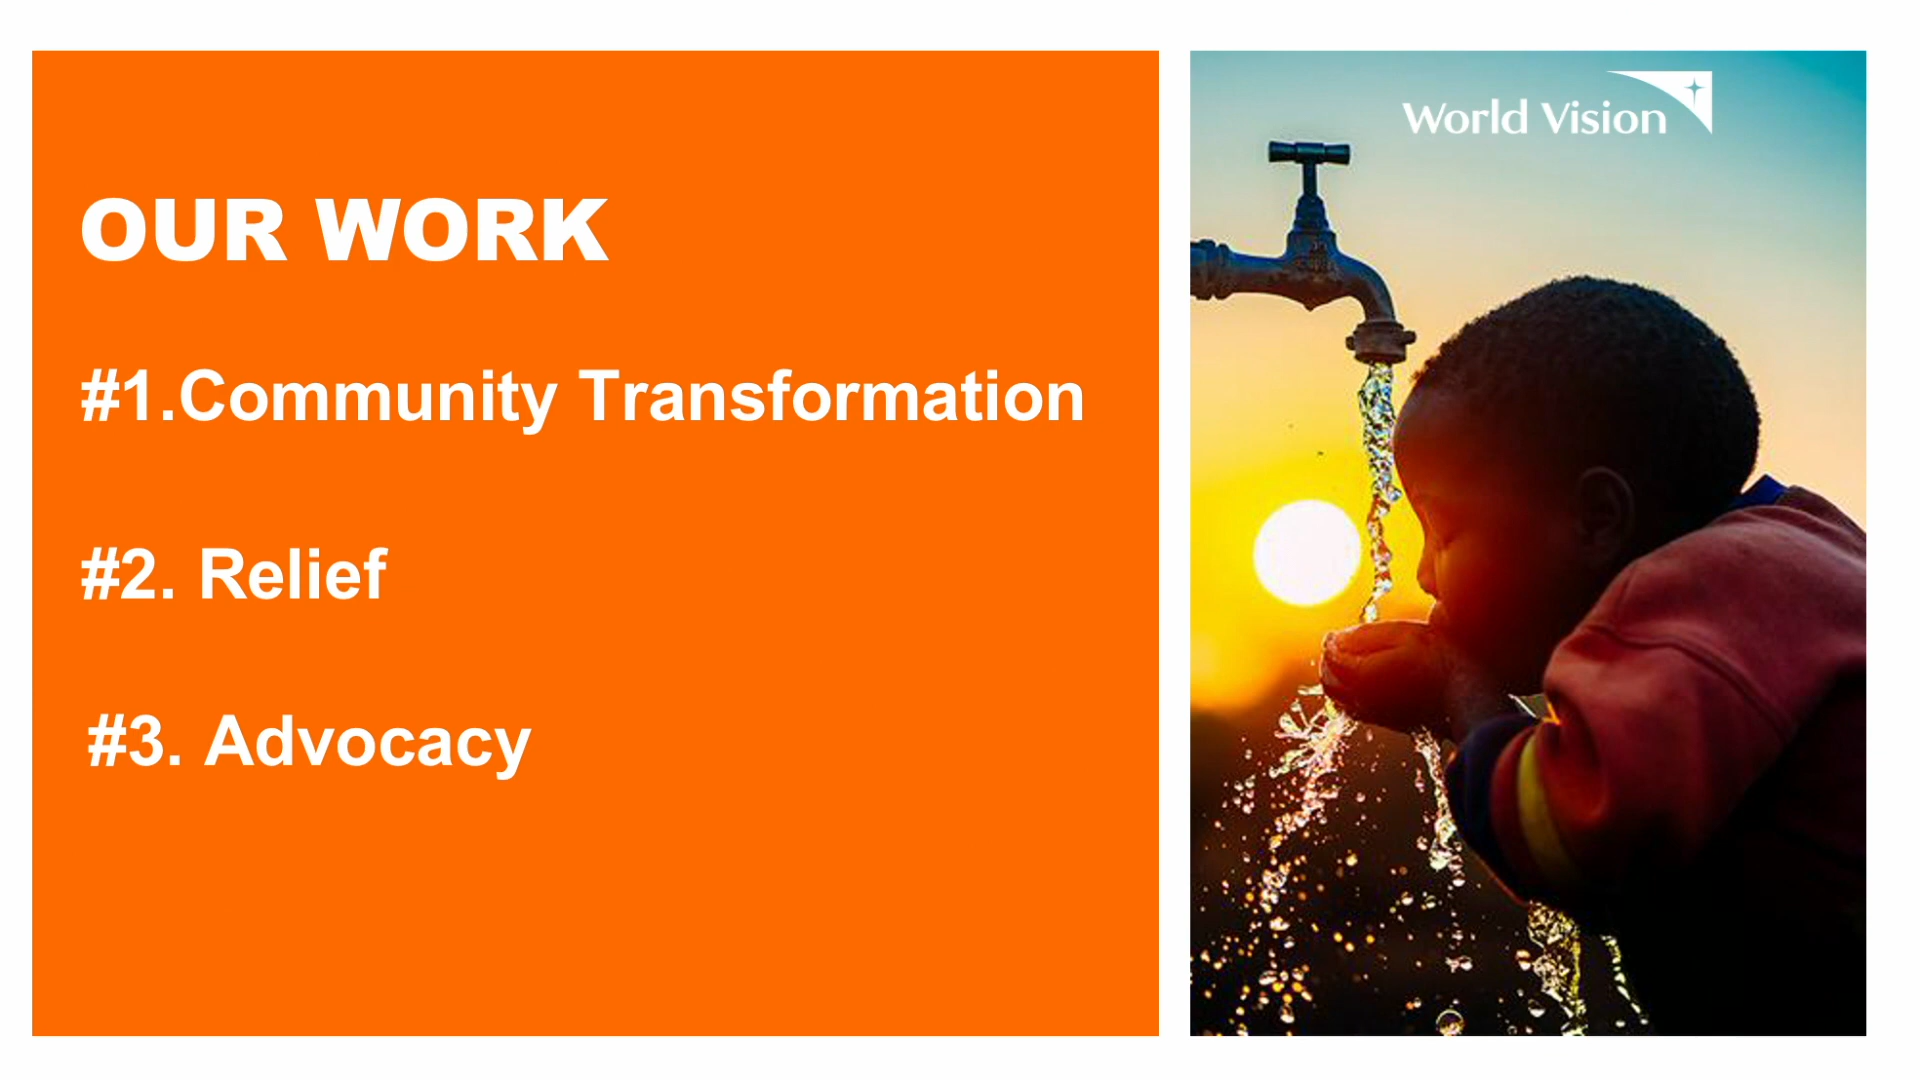 OUR WORK
#1.Community Transformation
#2. Relief
#3. Advocacy
World Vision